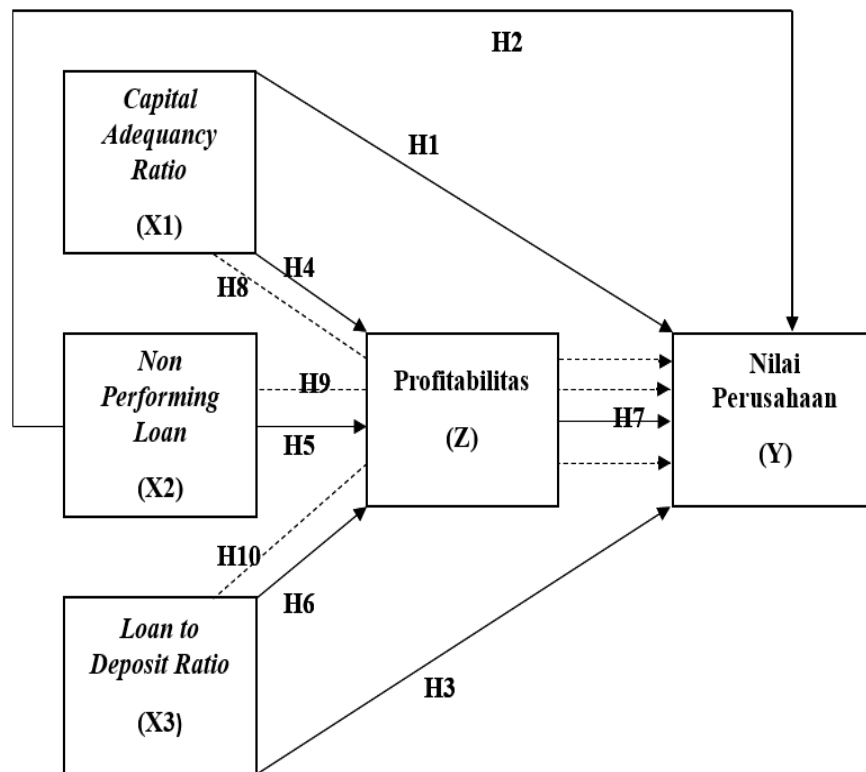 H2
Capital
Adequancy
Ratio
(X1)
H1
H4
H8
Non
Performing
Loan
(X2)
H9
H5
Profitabilitas
(Z)
H7
Nilai
Perusahaan
(Y)
H10
H6
Loan to
Deposit Ratio
(X3)
H3